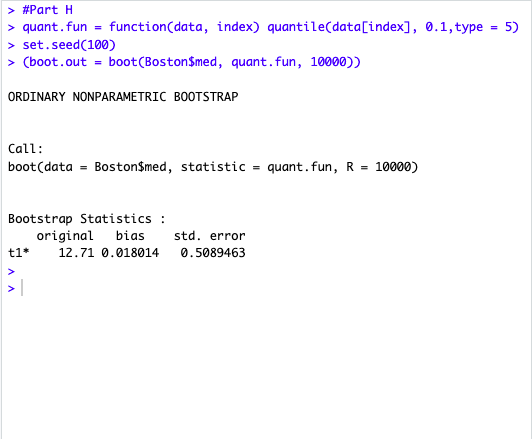 > #Part H
> quant.fun = function(data, index) quantile(data[index], 0.1,type = 5)
> set.seed(100)
> (boot.out = boot(Boston$med, quant.fun, 10000))
ORDINARY NONPARAMETRIC BOOTSTRAP
Call:
boot(data = Boston$med, statistic = quant.fun, R = 10000)
Bootstrap Statistics :
    original   bias    std. error
t1*    12.71 0.018014   0.5089463
>
>